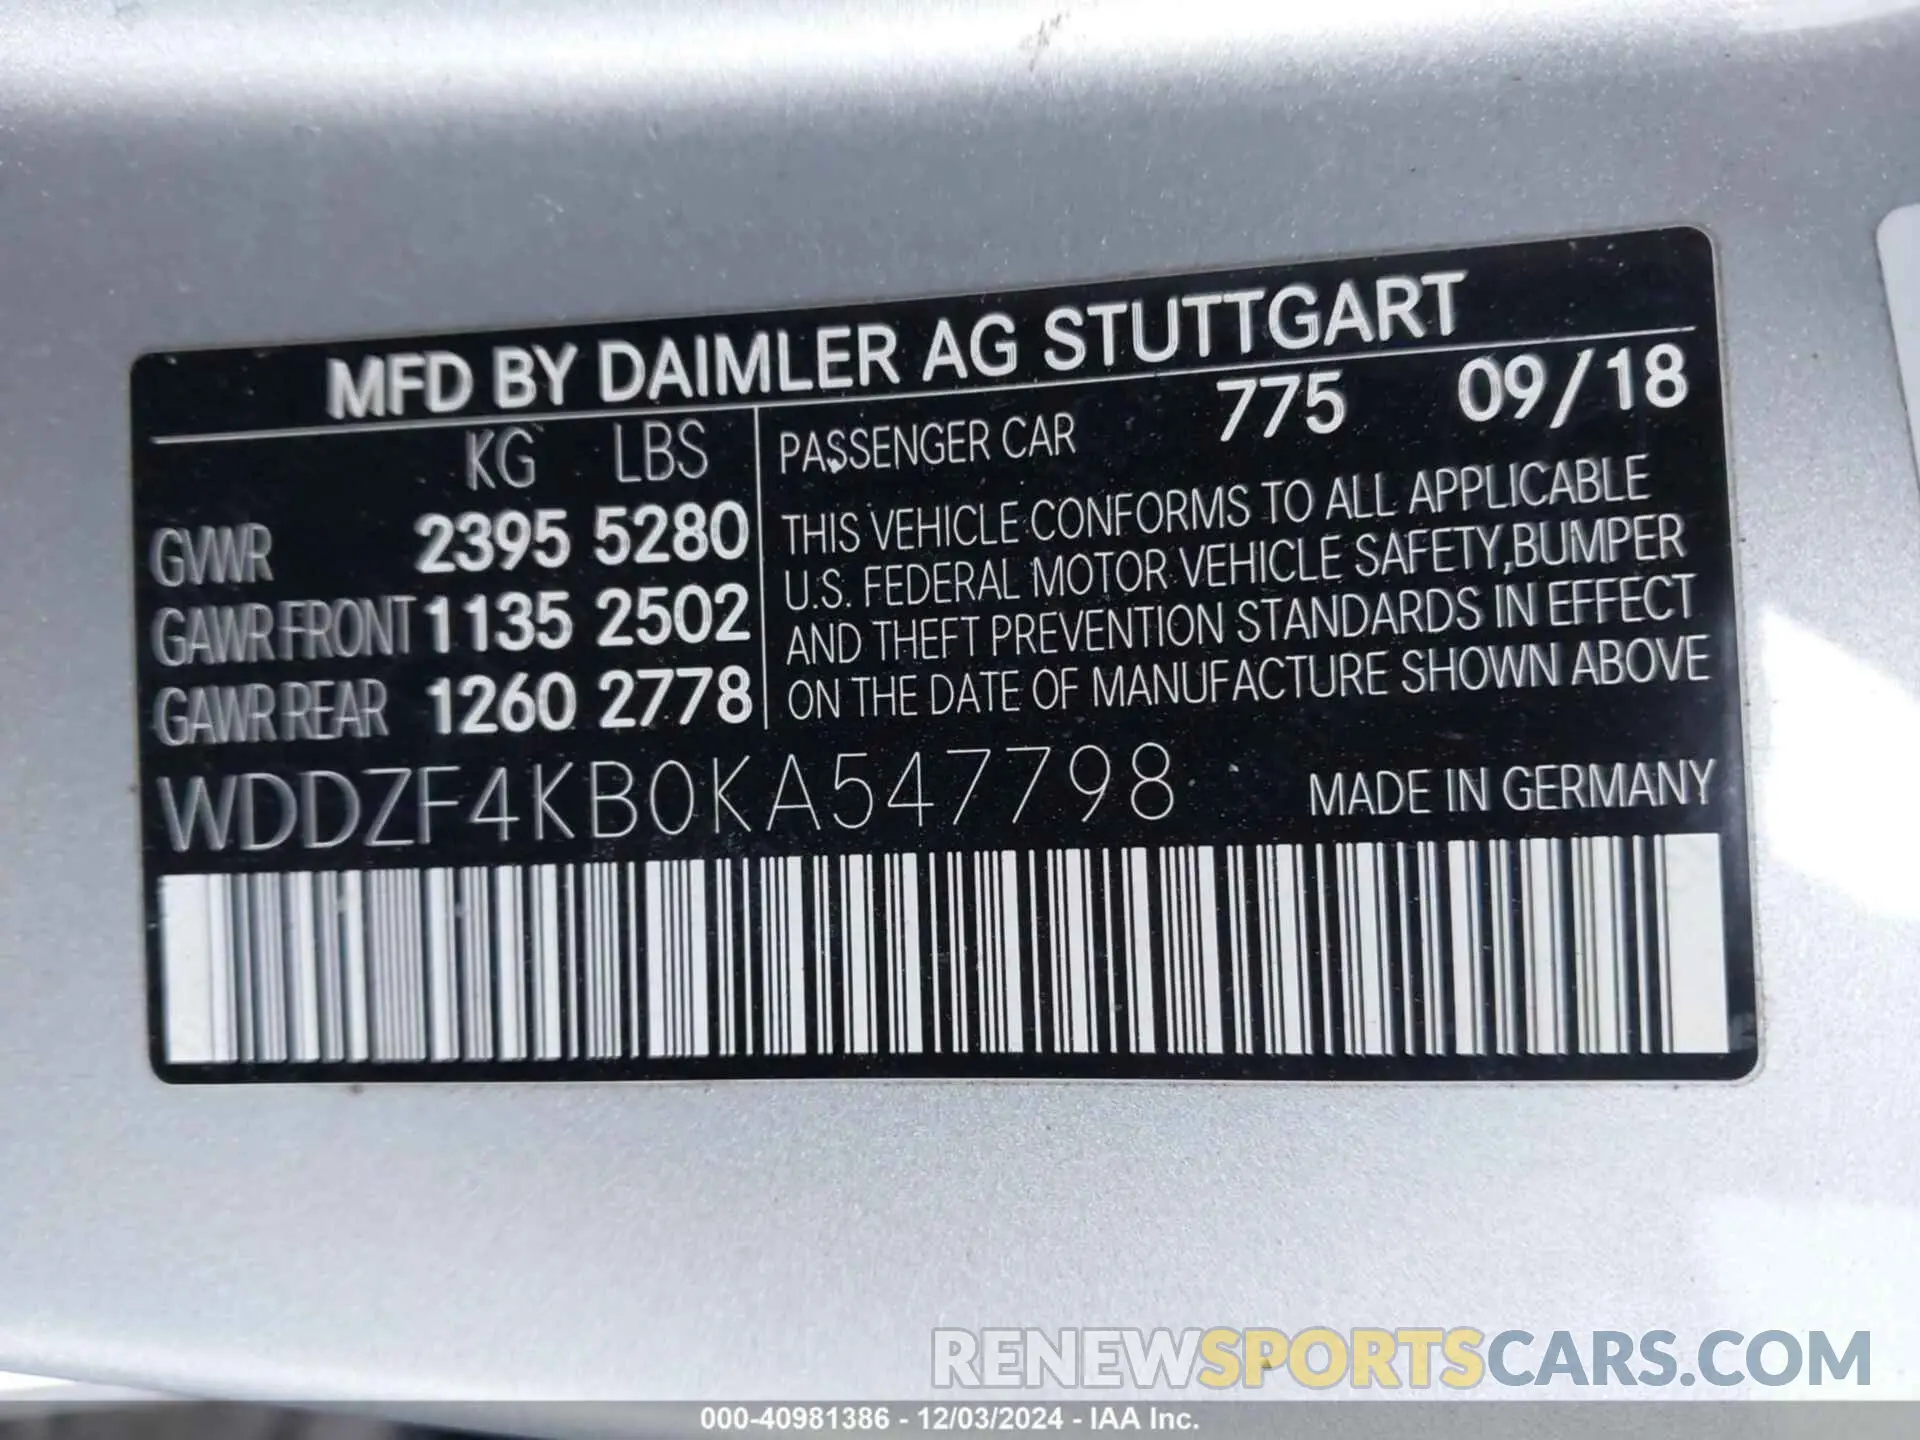 MFD BY DAIMLER AG STUTTGART
KG LBS
GVWR 2395 5280
GAWR FRONT 1135 2502
GAWR REAR 1260 2778
PASSENGER CAR 775 09/18
THIS VEHICLE CONFORMS TO ALL APPLICABLE
U.S. FEDERAL MOTOR VEHICLE SAFETY,BUMPER
AND THEFT PREVENTION STANDARDS IN EFFECT
ON THE DATE OF MANUFACTURE SHOWN ABOVE
WDDZF4KB0KA547798 MADE IN GERMANY
RENEWSPORTSCARS.COM
000-40981386 - 12/03/2024 - IAA Inc.